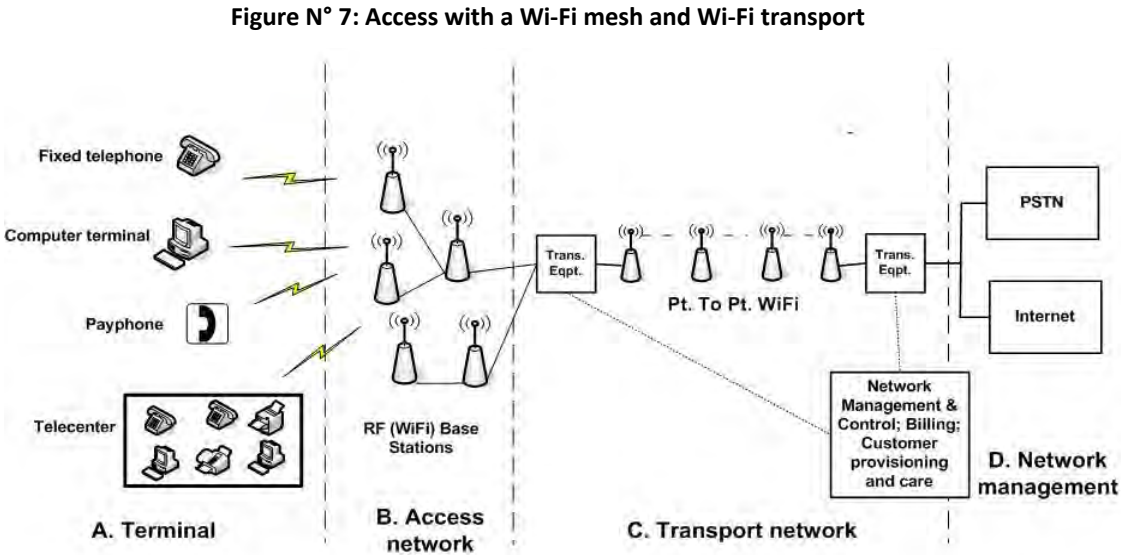 Figure N° 7: Access with a Wi-Fi mesh and Wi-Fi transport
Fixed telephone
Computer terminal
Payphone
Telecenter
RF (WiFi) Base
Stations
Trans.
Eqpt.
Pt. To Pt. WiFi
Trans.
Eqpt.
PSTN
Internet
Network
Management &
Control; Billing;
Customer
provisioning
and care
A. Terminal
B. Access
network
C. Transport network
D. Network
management